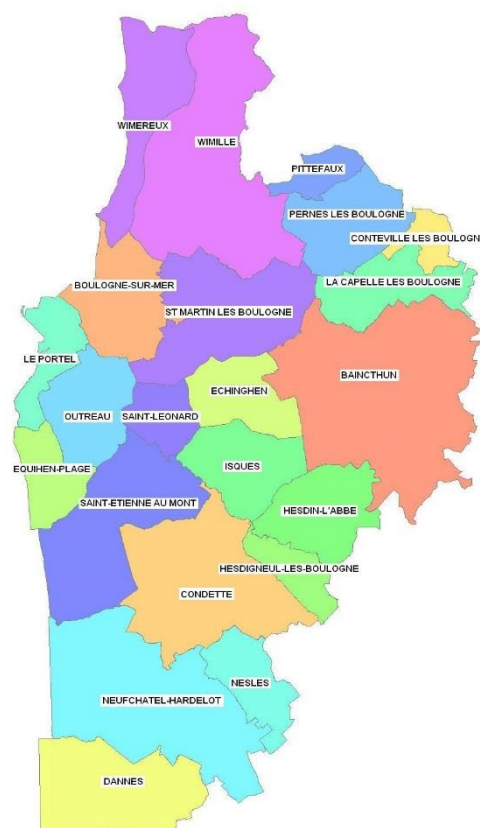 WIMEREUX
WIMILLE
PITTEFAUX
PERNES LES BOULOGNE
CONTEVILLE LES BOULOGN
BOULOGNE-SUR-MER
LA CAPELLE LES BOULOGNE
ST MARTIN LES BOULOGNE
LE PORTEL
BAINCTHUN
ECHINGHEN
OUTREAU
SAINT-LEONARD
EQUIHEN-PLAGE
ISQUES
SAINT-ETIENNE AU MONT
HESDIN-L'ABBE
HESDIGNEUL-LES-BOULOGNE
CONDETTE
NESLES
NEUFCHATEL-HARDELOT
DANNES